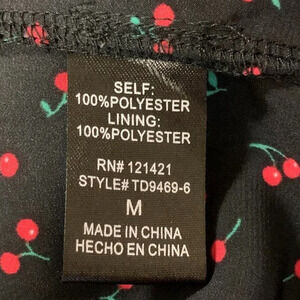 SELF:
100%POLYESTER
LINING:
100%POLYESTER
RN# 121421
STYLE# TD9469-6
M
MADE IN CHINA
HECHO EN CHINA